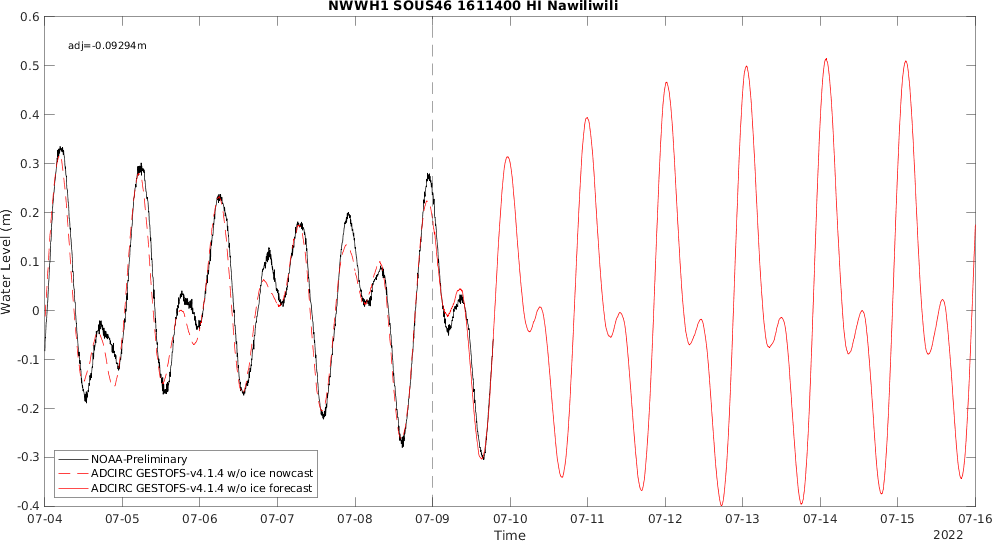 NWWH1 SOUS46 1611400 HI Nawiliwili
adj=-0.09294m
0.6
0.5
0.4
0.3
0.2
0.1
0
-0.1
-0.2
-0.3
-0.4
Water Level (m)
NOAA-Preliminary
ADCIRC GESTOFS-v4.1.4 w/o ice nowcast
ADCIRC GESTOFS-v4.1.4 w/o ice forecast
07-04 07-05 07-06 07-07 07-08 07-09 07-10 07-11 07-12 07-13 07-14 07-15 07-16
Time
2022